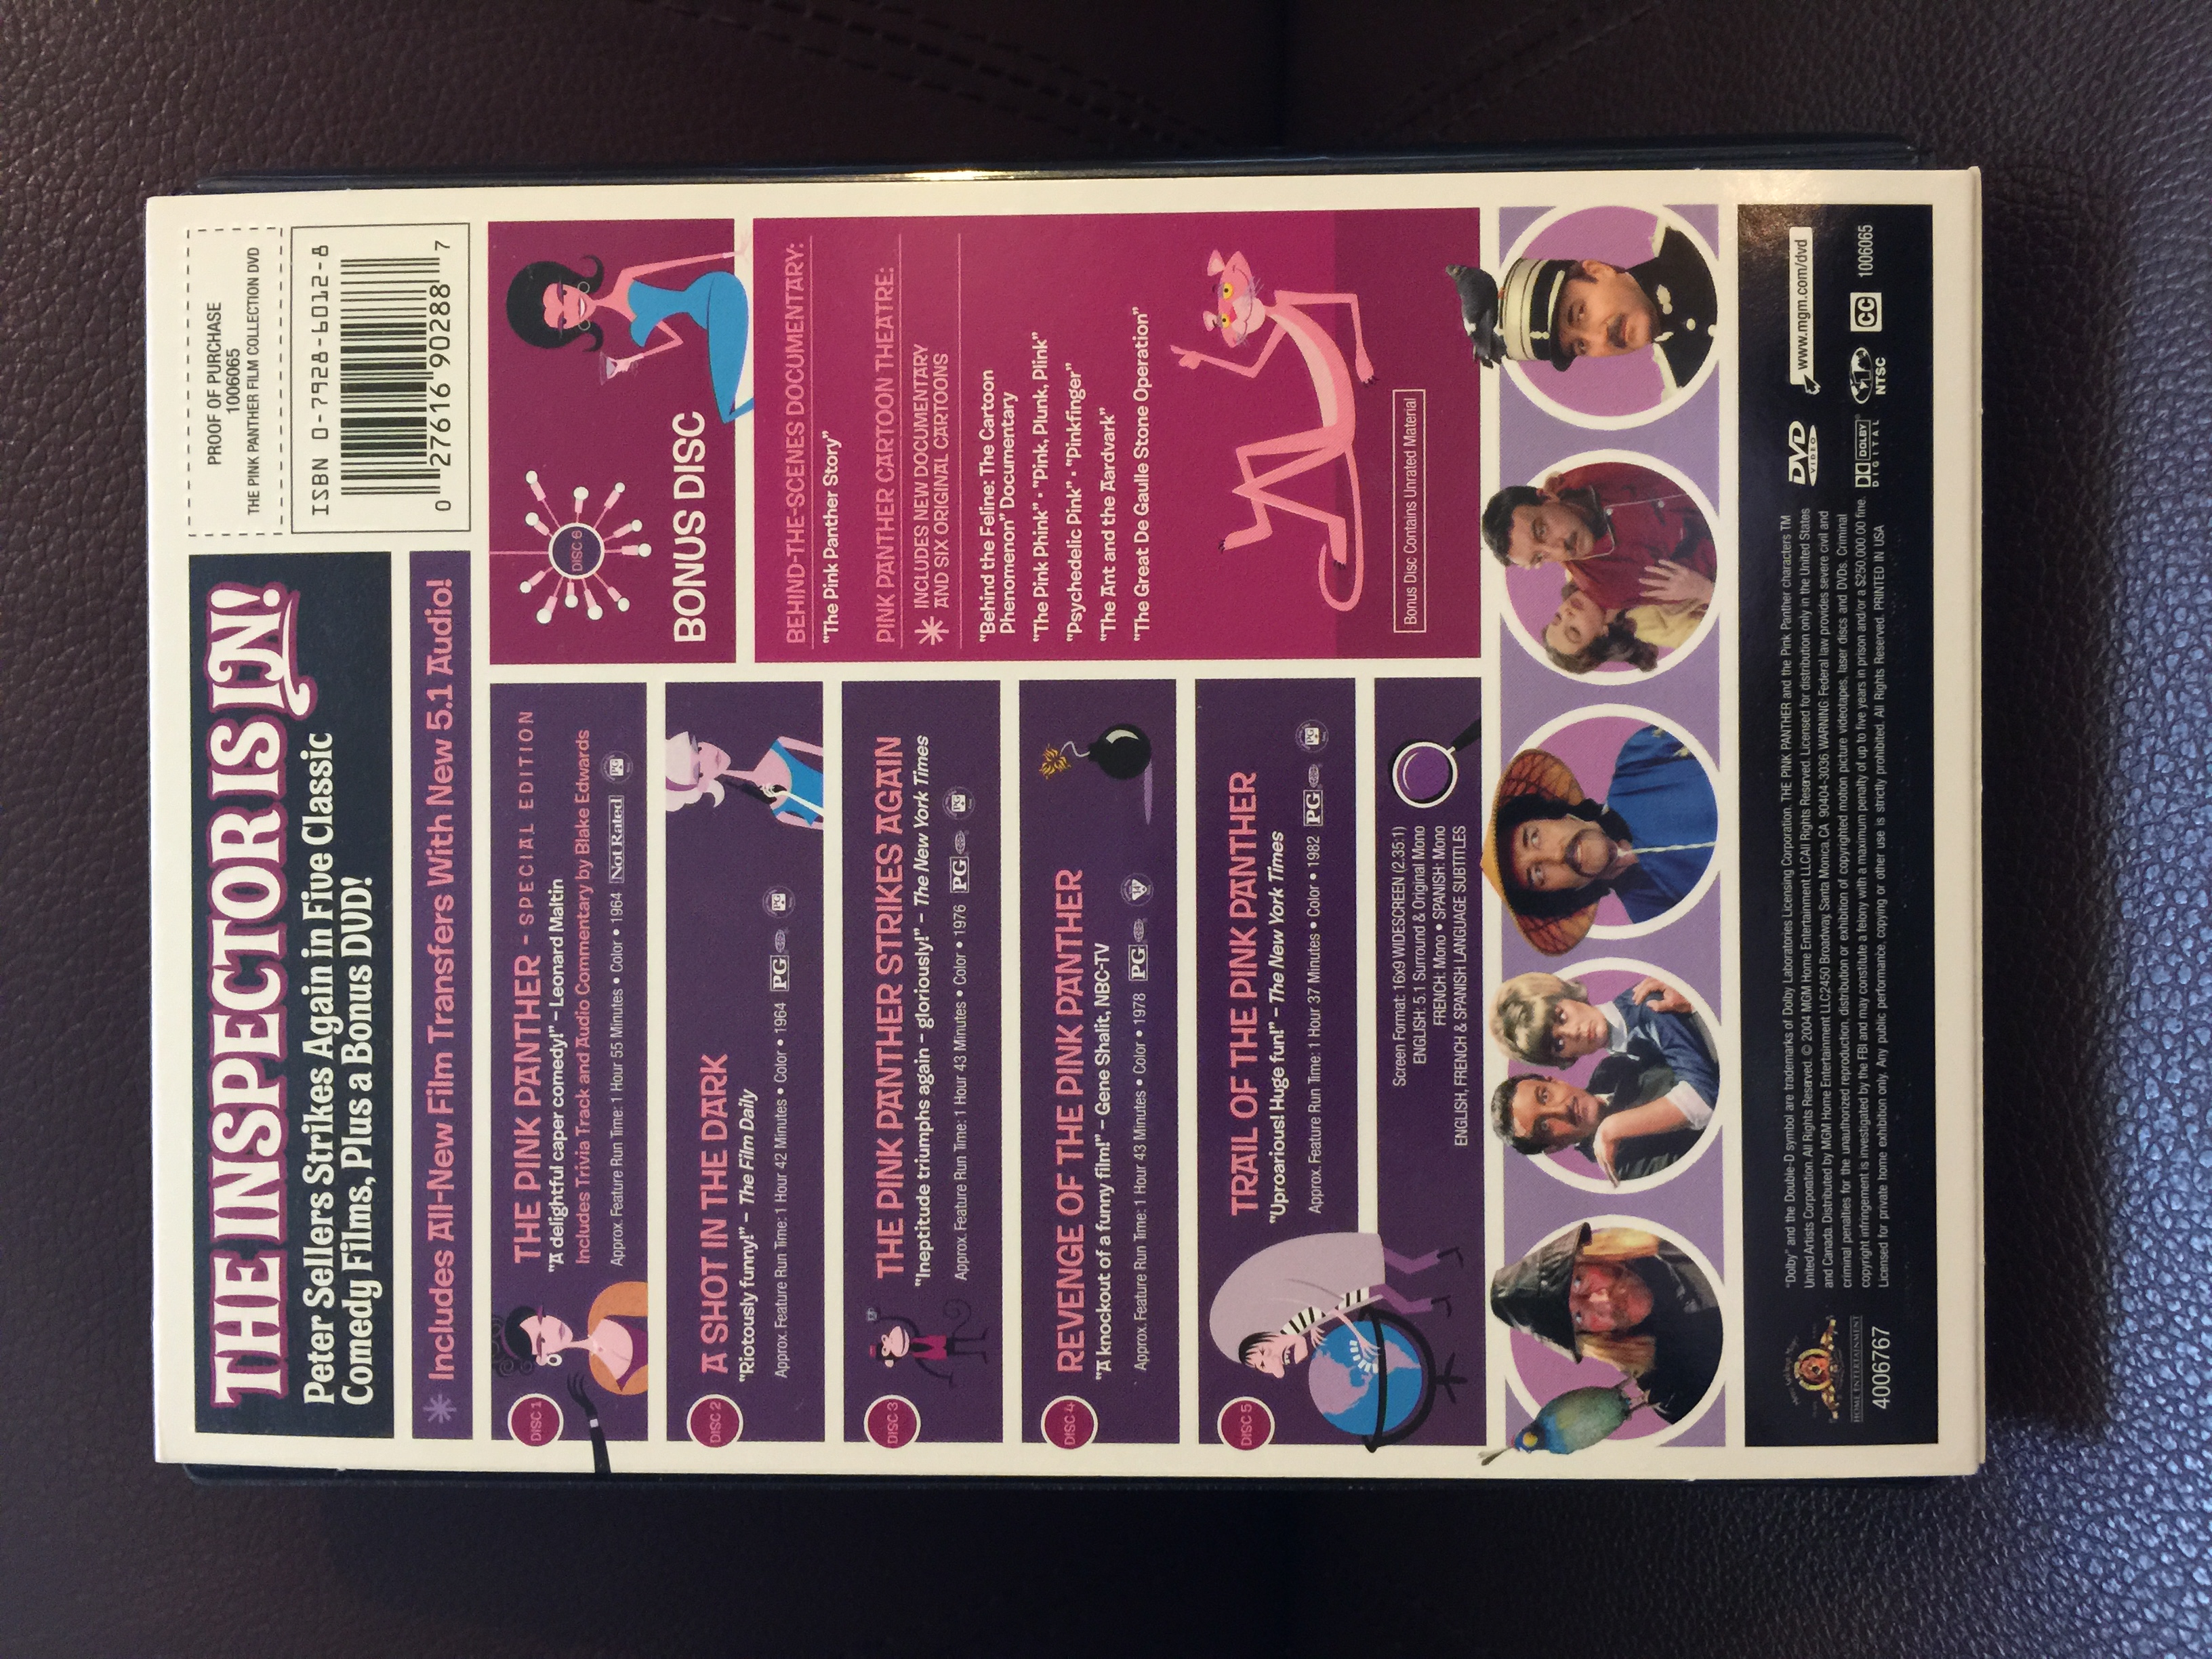 THE INSPECTOR IS IN!
Peter Sellers Strikes Again in Five Classic
Comedy Films, Plus a Bonus DVD!
PROOF OF PURCHASE
1006065
THE PINK PANTHER FILM COLLECTION DVD
ISBN 0-7928-6012-8
0 27616 90288 7
Includes All-New Film Transfers With New 5.1 Audio!
DISC 1
THE PINK PANTHER - SPECIAL EDITION
"A delightful caper comedy!" – Leonard Maltin
Includes Trivia Track and Audio Commentary by Blake Edwards
Approx. Feature Run Time: 1 Hour 55 Minutes • Color • 1964 Not Rated PG
DISC 2
A SHOT IN THE DARK
"Riotously funny!" – The Film Daily
Approx. Feature Run Time: 1 Hour 42 Minutes • Color • 1964 PG PG
DISC 3
THE PINK PANTHER STRIKES AGAIN
"Ineptitude triumphs again – gloriously!" – The New York Times
Approx. Feature Run Time: 1 Hour 43 Minutes • Color • 1976 PG PG
DISC 4
REVENGE OF THE PINK PANTHER
"A knockout of a funny film!" – Gene Shalit, NBC-TV
Approx. Feature Run Time: 1 Hour 43 Minutes • Color • 1978 PG
DISC 5
TRAIL OF THE PINK PANTHER
"Uproarious! Huge fun!" – The New York Times
Approx. Feature Run Time: 1 Hour 37 Minutes • Color • 1982 PG PG
Screen Format: 16x9 WIDESCREEN (2.35:1)
ENGLISH: 5.1 Surround & Original Mono
FRENCH: Mono • SPANISH: Mono
ENGLISH, FRENCH & SPANISH LANGUAGE SUBTITLES
DISC 6
BONUS DISC
BEHIND-THE-SCENES DOCUMENTARY:
"The Pink Panther Story"
PINK PANTHER CARTOON THEATRE:
INCLUDES NEW DOCUMENTARY
AND SIX ORIGINAL CARTOONS
"Behind the Feline: The Cartoon
Phenomenon" Documentary
"The Pink Phink" · "Pink, Plunk, Plink"
"Psychedelic Pink" · "Pinkfinger"
"The Ant and the Aardvark"
"The Great De Gaulle Stone Operation"
Bonus Disc Contains Unrated Material
HOME ENTERTAINMENT
4006767
"Dolby" and the Double-D symbol are trademarks of Dolby Laboratories Licensing Corporation. THE PINK PANTHER and the Pink Panther characters TM
United Artists Corporation. All Rights Reserved. © 2004 MGM Home Entertainment LLCAll Rights Reserved. Licensed for distribution only in the United States
and Canada. Distributed by MGM Home Entertainment LLC2450 Broadway, Santa Monica, CA 90404-3036. WARNING: Federal law provides severe civil and
criminal penalties for the unauthorized reproduction, distribution or exhibition of copyrighted motion picture videotapes, laser discs and DVDs. Criminal
copyright infringement is investigated by the FBI and may constitute a felony with a maximum penalty of up to five years in prison and/or a $250,000.00 fine.
Licensed for private home exhibition only. Any public performance, copying or other use is strictly prohibited. All Rights Reserved. PRINTED IN USA
DVD VIDEO
www.mgm.com/dvd
DOLBY DIGITAL
NTSC
CC
1006065